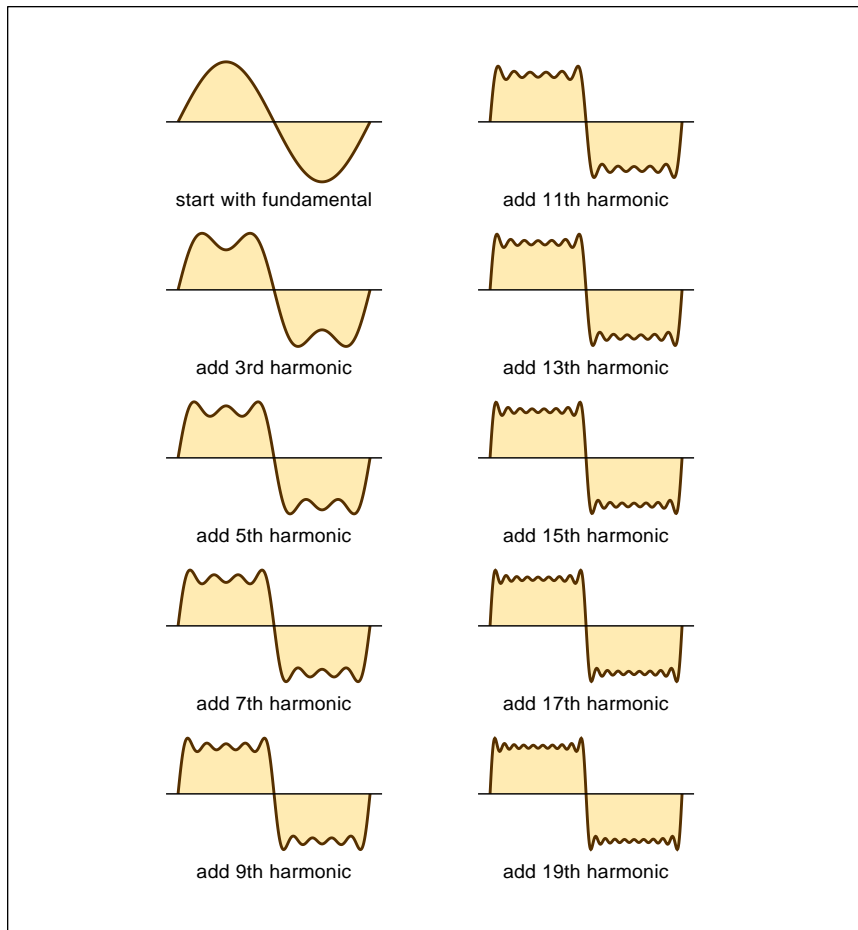 start with fundamental
add 3rd harmonic
add 5th harmonic
add 7th harmonic
add 9th harmonic
add 11th harmonic
add 13th harmonic
add 15th harmonic
add 17th harmonic
add 19th harmonic